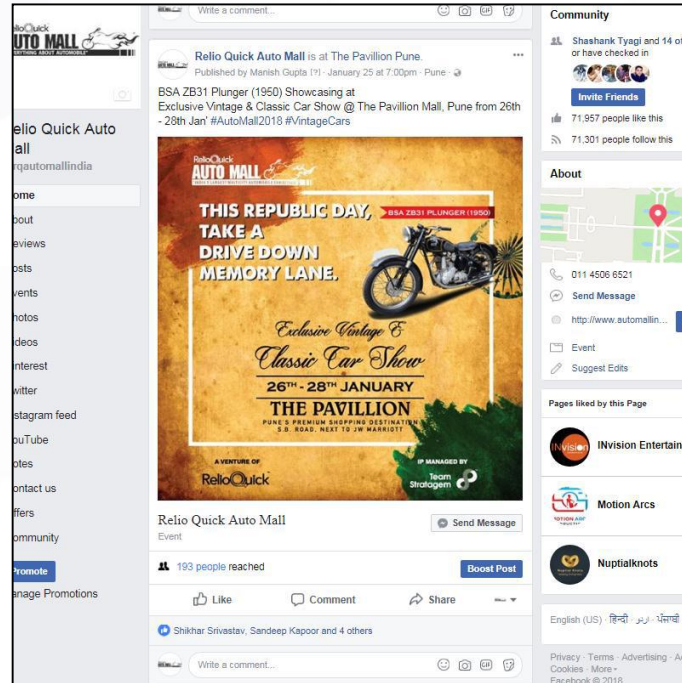 elioQuick
UTO MALL
elio Quick Auto
all
rqautomallindia
ome
bout
eviews
osts
vents
hotos
ideos
interest
witter
stagram feed
ouTube
otes
ontact us
ffers
ommunity
Promote
anage Promotions
Write a comment...
Relio Quick Auto Mall is at The Pavillion Pune.
Published by Manish Gupta [?] · January 25 at 7:00pm · Pune ·
BSA ZB31 Plunger (1950) Showcasing at
Exclusive Vintage & Classic Car Show @ The Pavillion Mall, Pune from 26th
- 28th Jan' #AutoMall2018 #VintageCars
RelioQuick
AUTO MALL
THIS REPUBLIC DAY,
TAKE A
DRIVE DOWN
MEMORY LANE.
BSA ZB31 PLUNGER (1950)
Exclusive Vintage &
Classic Car Show
26TH - 28TH JANUARY
THE PAVILLION
PUNE'S PREMIUM SHOPPING DESTINATION
S.B. ROAD, NEXT TO JW MARRIOTT
A VENTURE OF
RelioQuick
IP MANAGED BY
Team
Stratagem
Relio Quick Auto Mall
Event
Send Message
193 people reached
Boost Post
Like
Comment
Share
Shikhar Srivastav, Sandeep Kapoor and 4 others
Write a comment...
Community
Shashank Tyagi and 14 ot
or have checked in
Invite Friends
71,957 people like this
71,301 people follow this
About
011 4506 6521
Send Message
http://www.automallin...
Event
Suggest Edits
Pages liked by this Page
INvision
INvision Entertain
Motion Arcs
Nuptialknots
English (US) · हिन्दी · اردو · ਪੰਜਾਬੀ
Privacy · Terms · Advertising · A
Cookies · More
Facebook © 2018